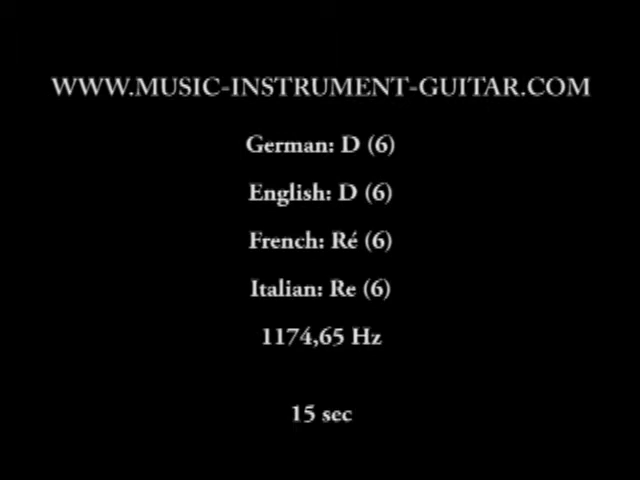 WWW.MUSIC-INSTRUMENT-GUITAR.COM
German: D (6)
English: D (6)
French: Ré (6)
Italian: Re (6)
1174,65 Hz
15 sec